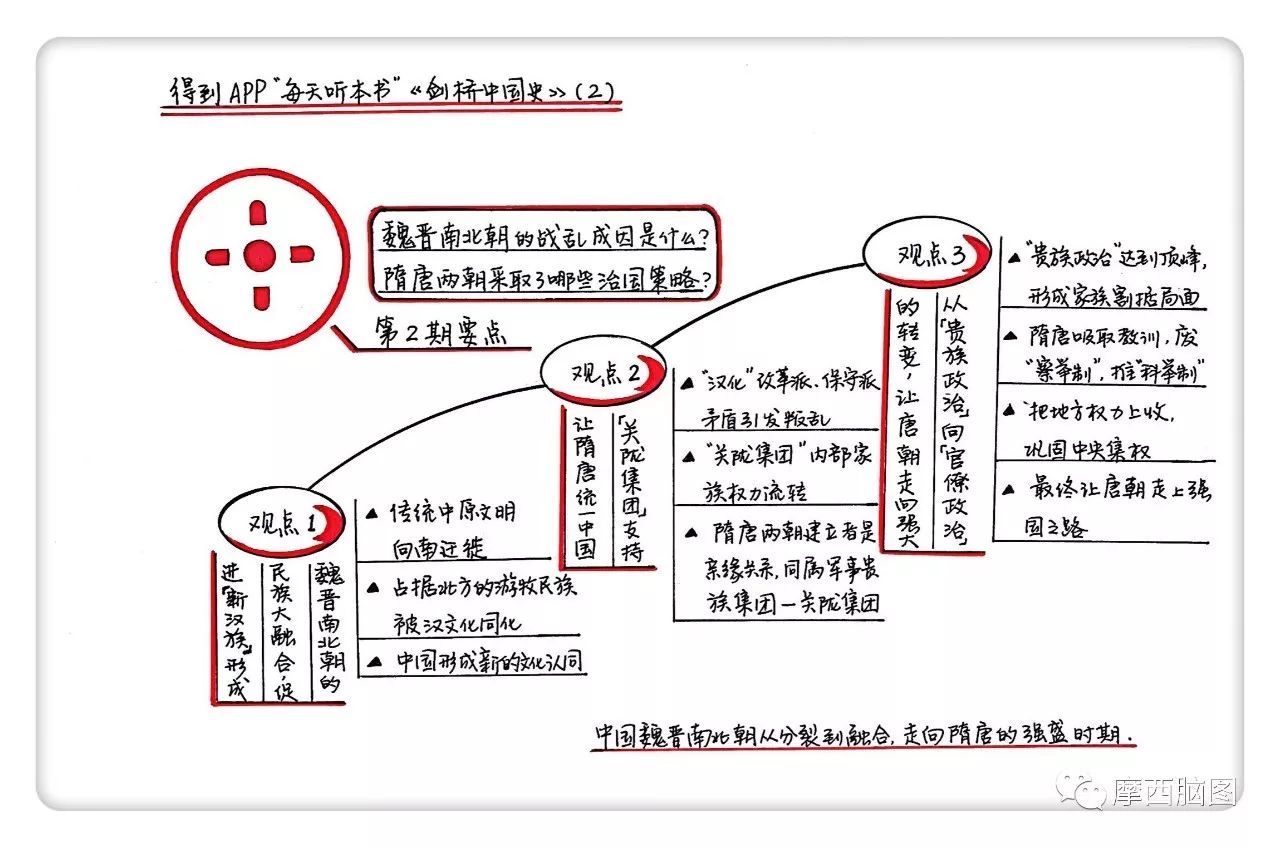 得到APP"每天听本书"《剑桥中国史》(2)
魏晋南北朝的战乱成因是什么?
隋唐两朝采取了哪些治国策略?
第2期要点
观点1
魏晋南北朝的
民族大融合,促
进「新汉族」形成
▲ 传统中原文明
向南迁徙
▲ 占据北方的游牧民族
被汉文化同化
▲ 中国形成新的文化认同
观点2
「关陇集团」支持
让隋唐统一中国
▲ "汉化"改革派、保守派
矛盾引发叛乱
▲ "关陇集团"内部家
族权力流转
▲ 隋唐两朝建立者是
亲缘关系,同属军事贵
族集团—关陇集团
观点3
从「贵族政治」向「官僚政治」
的转变,让唐朝走向强大
▲ "贵族政治"达到顶峰,
形成家族割据局面
▲ 隋唐吸取教训,废
"察举制",推"科举制"
▲ 把地方权力上收,
巩固中央集权
▲ 最终让唐朝走上强
国之路
中国魏晋南北朝从分裂到融合,走向隋唐的强盛时期.
摩西脑图